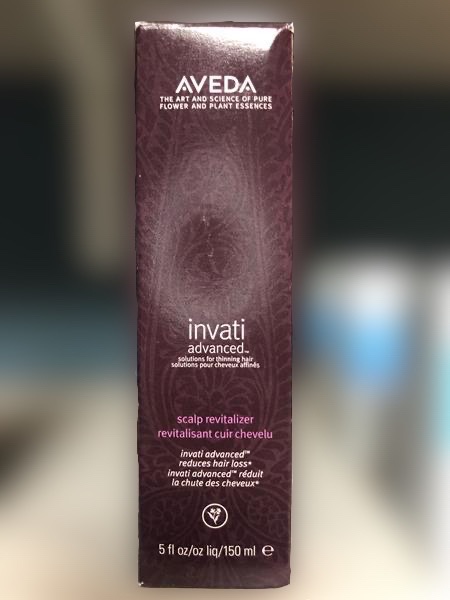 AVEDA
THE ART AND SCIENCE OF PURE
FLOWER AND PLANT ESSENCES
invati
advanced™
solutions for thinning hair
solutions pour cheveux affinés
scalp revitalizer
revitalisant cuir chevelu
invati advanced™
reduces hair loss*
invati advanced™ réduit
la chute des cheveux*
5 fl oz/oz liq/150 ml ℮